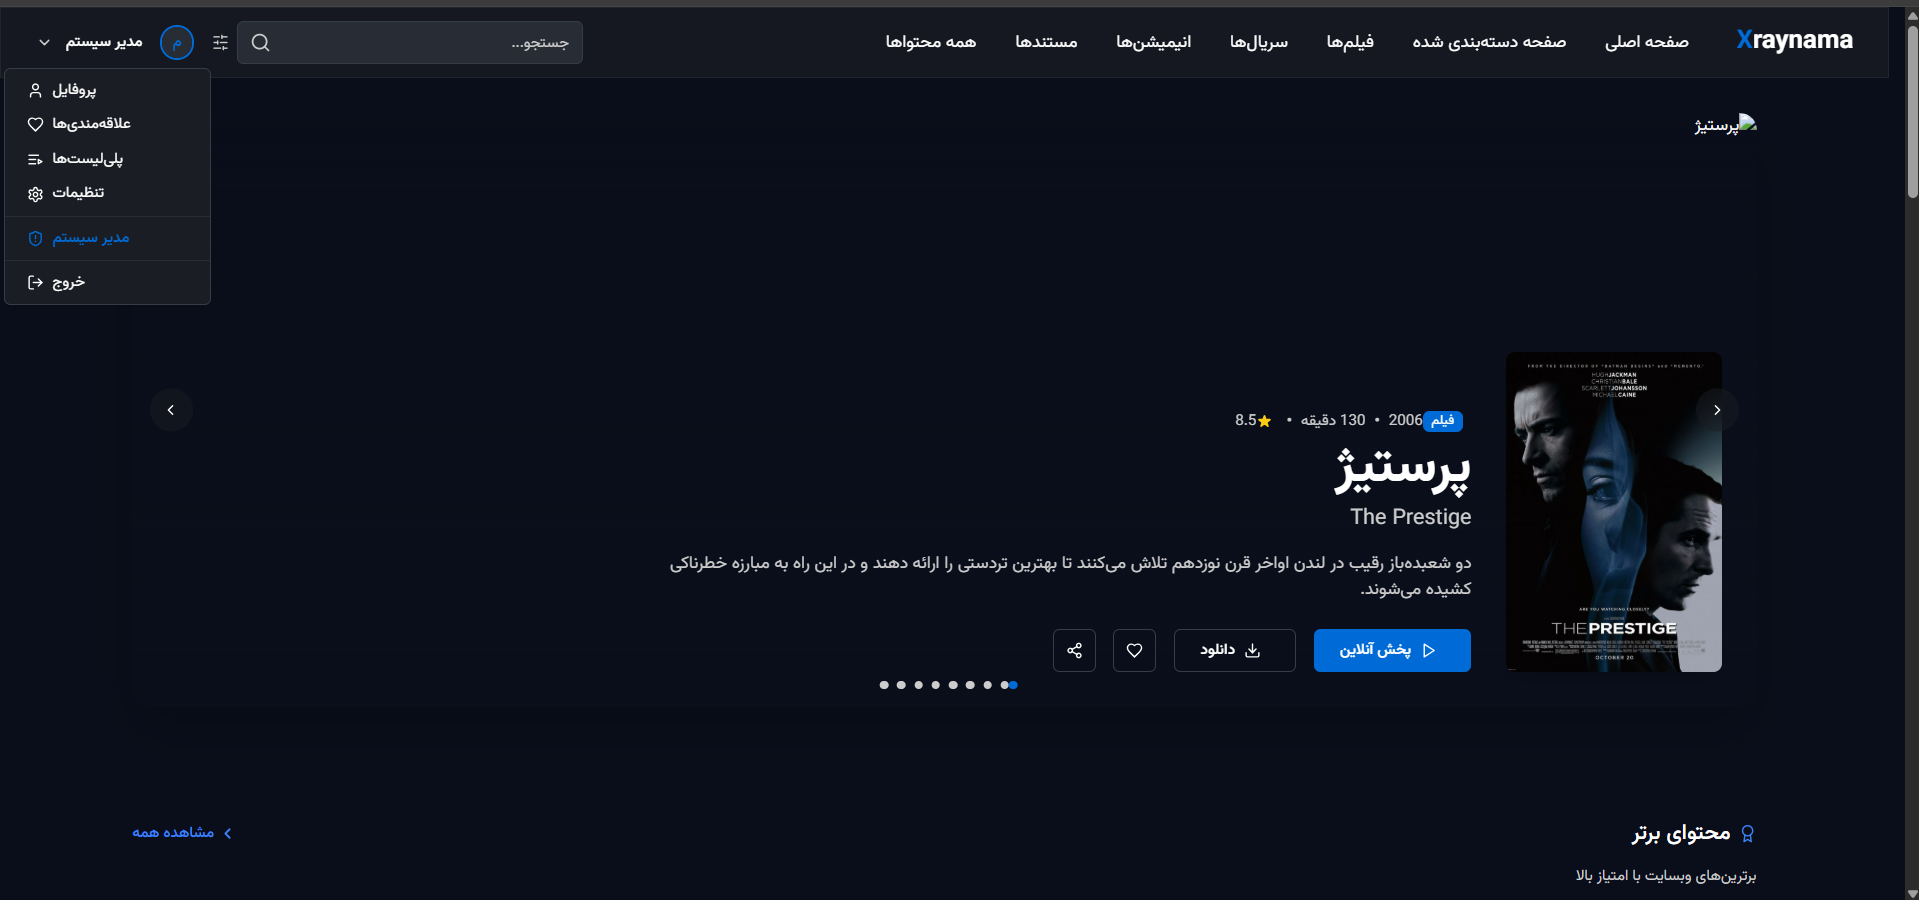 Xraynama
صفحه اصلی
صفحه دسته‌بندی شده
فیلم‌ها
سریال‌ها
انیمیشن‌ها
مستندها
همه محتواها
جستجو...
م
مدیر سیستم
پروفایل
علاقه‌مندی‌ها
پلی‌لیست‌ها
تنظیمات
مدیر سیستم
خروج
پرستیژ
FROM THE DIRECTOR OF "BATMAN BEGINS" AND "MEMENTO."
HUGH JACKMAN
CHRISTIAN BALE
SCARLETT JOHANSSON
MICHAEL CAINE
ARE YOU WATCHING CLOSELY?
THE PRESTIGE
OCTOBER 20
فیلم 2006 • 130 دقیقه • 8.5
پرستیژ
The Prestige
دو شعبده‌باز رقیب در لندن اواخر قرن نوزدهم تلاش می‌کنند تا بهترین تردستی را ارائه دهند و در این راه به مبارزه خطرناکی
کشیده می‌شوند.
پخش آنلاین
دانلود
محتوای برتر
مشاهده همه
برترین‌های وبسایت با امتیاز بالا